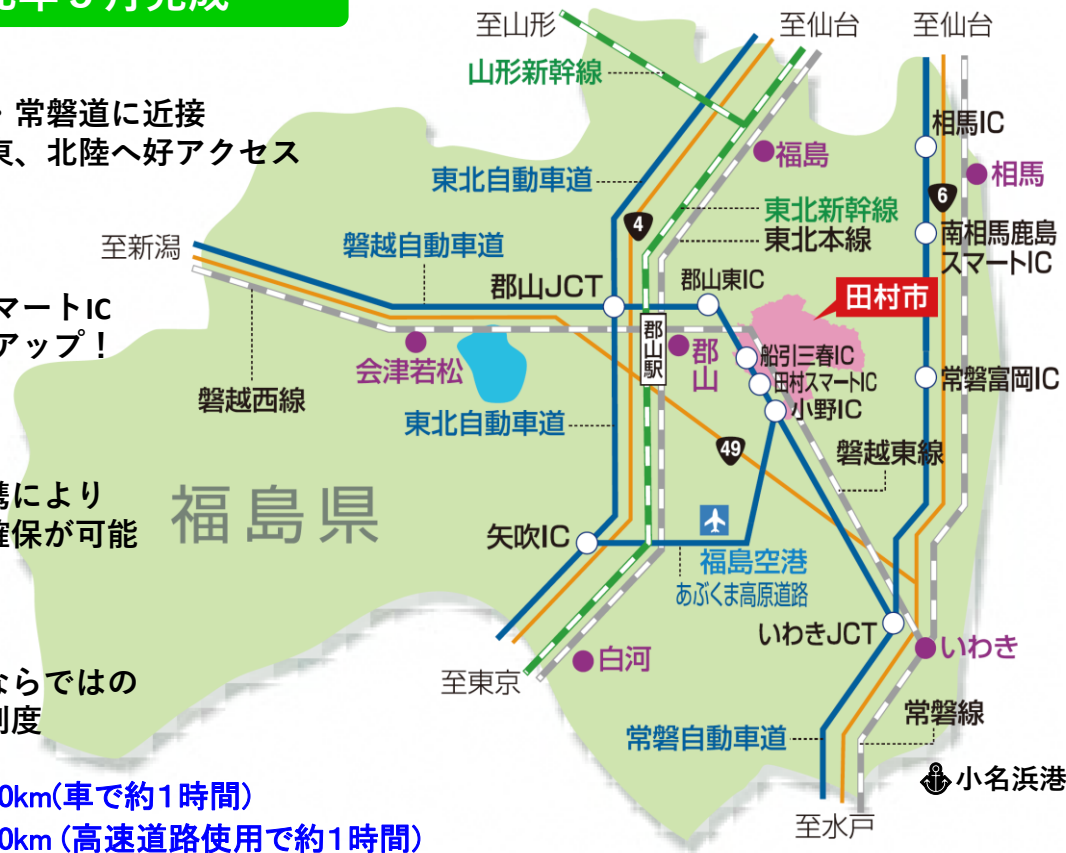 年3月完成
常磐道に近接
東、北陸へ好アクセス
マートIC
アップ！
携により
確保が可能
ならではの
制度
0km(車で約1時間)
0km (高速道路使用で約1時間)
至山形
至仙台
至仙台
山形新幹線
相馬IC
福島
相馬
東北自動車道
6
東北新幹線
4
東北本線
南相馬鹿島
スマートIC
至新潟
磐越自動車道
郡山JCT
郡山東IC
田村市
郡山駅
郡山
船引三春IC
会津若松
田村スマートIC
常磐富岡IC
磐越西線
小野IC
東北自動車道
49
磐越東線
福島県
矢吹IC
福島空港
あぶくま高原道路
いわきJCT
いわき
白河
至東京
常磐線
常磐自動車道
小名浜港
至水戸